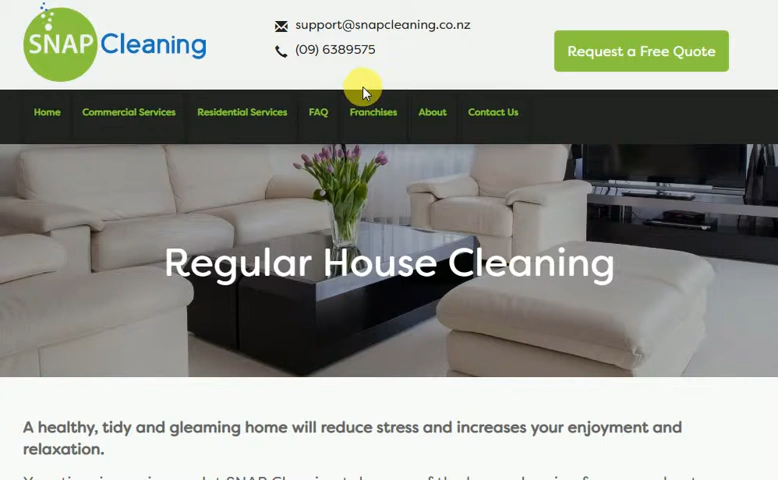 SNAP Cleaning
support@snapcleaning.co.nz
(09) 6389575
Request a Free Quote
Home Commercial Services Residential Services FAQ Franchises About Contact Us
Regular House Cleaning
A healthy, tidy and gleaming home will reduce stress and increases your enjoyment and
relaxation.